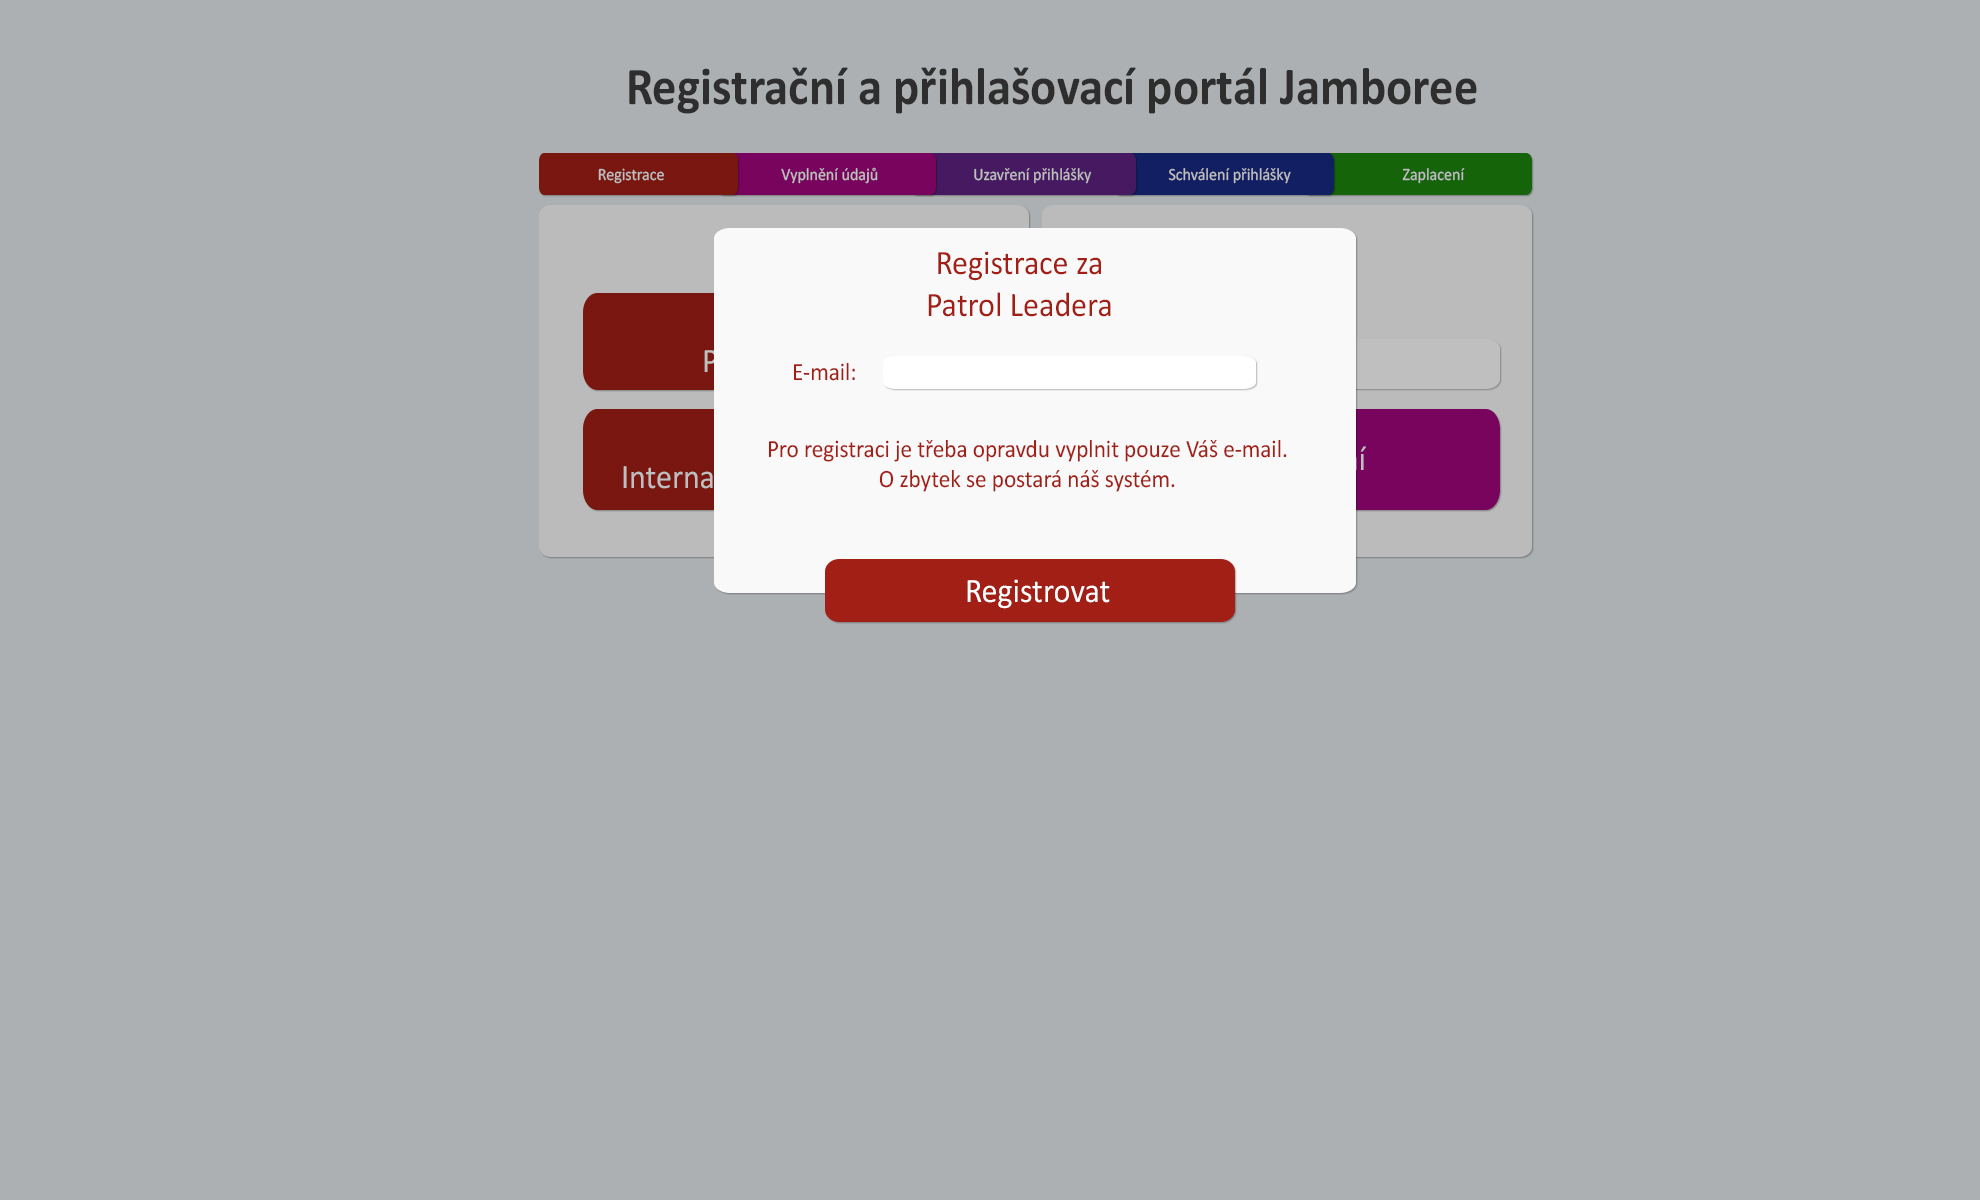 Registrační a přihlašovací portál Jamboree
Registrace
Vyplnění údajů
Uzavření přihlášky
Schválení přihlášky
Zaplacení
Registrace za
Patrol Leadera
E-mail:
Pro registraci je třeba opravdu vyplnit pouze Váš e-mail.
O zbytek se postará náš systém.
Registrovat